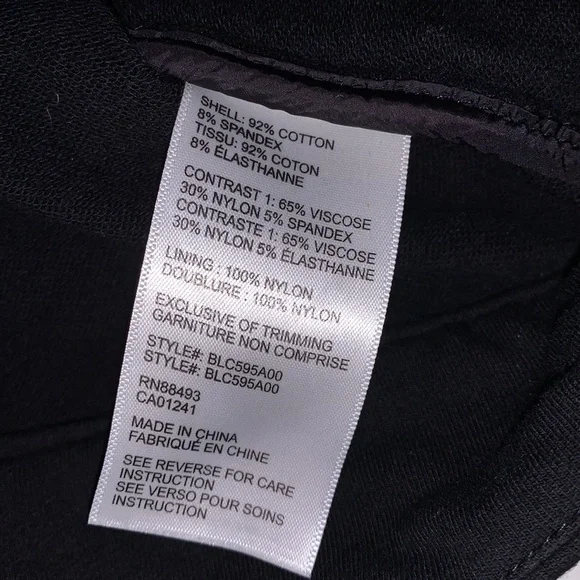 SHELL: 92% COTTON
8% SPANDEX
TISSU: 92% COTON
8% ÉLASTHANNE
CONTRAST 1: 65% VISCOSE
30% NYLON 5% SPANDEX
CONTRASTE 1: 65% VISCOSE
30% NYLON 5% ÉLASTHANNE
LINING : 100% NYLON
DOUBLURE : 100% NYLON
EXCLUSIVE OF TRIMMING
GARNITURE NON COMPRISE
STYLE#: BLC595A00
STYLE#: BLC595A00
RN88493
CA01241
MADE IN CHINA
FABRIQUÉ EN CHINE
SEE REVERSE FOR CARE
INSTRUCTION
SEE VERSO POUR SOINS
INSTRUCTION